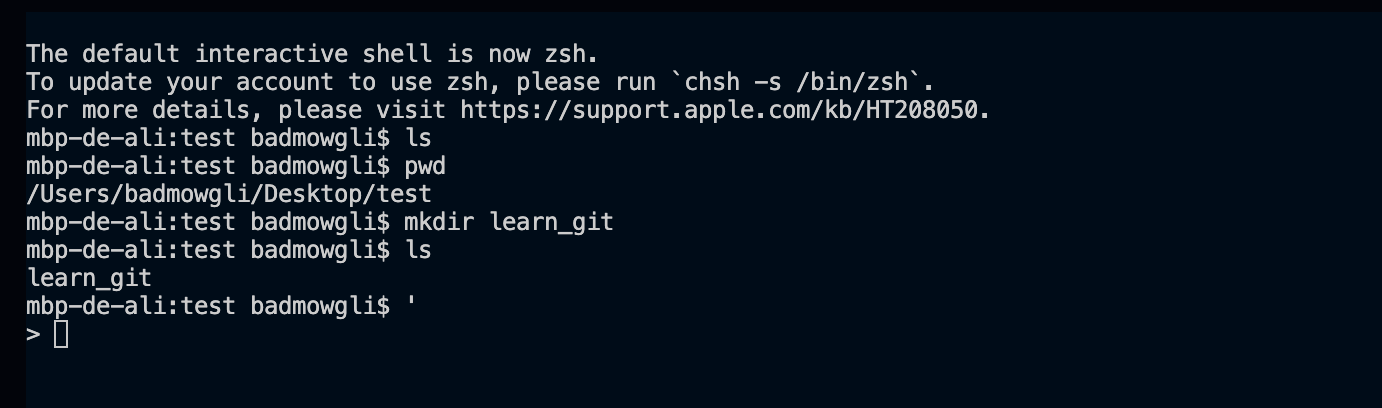 The default interactive shell is now zsh.
To update your account to use zsh, please run `chsh -s /bin/zsh`.
For more details, please visit https://support.apple.com/kb/HT208050.
mbp-de-ali:test badmowgli$ ls
mbp-de-ali:test badmowgli$ pwd
/Users/badmowgli/Desktop/test
mbp-de-ali:test badmowgli$ mkdir learn_git
mbp-de-ali:test badmowgli$ ls
learn_git
mbp-de-ali:test badmowgli$ '
>